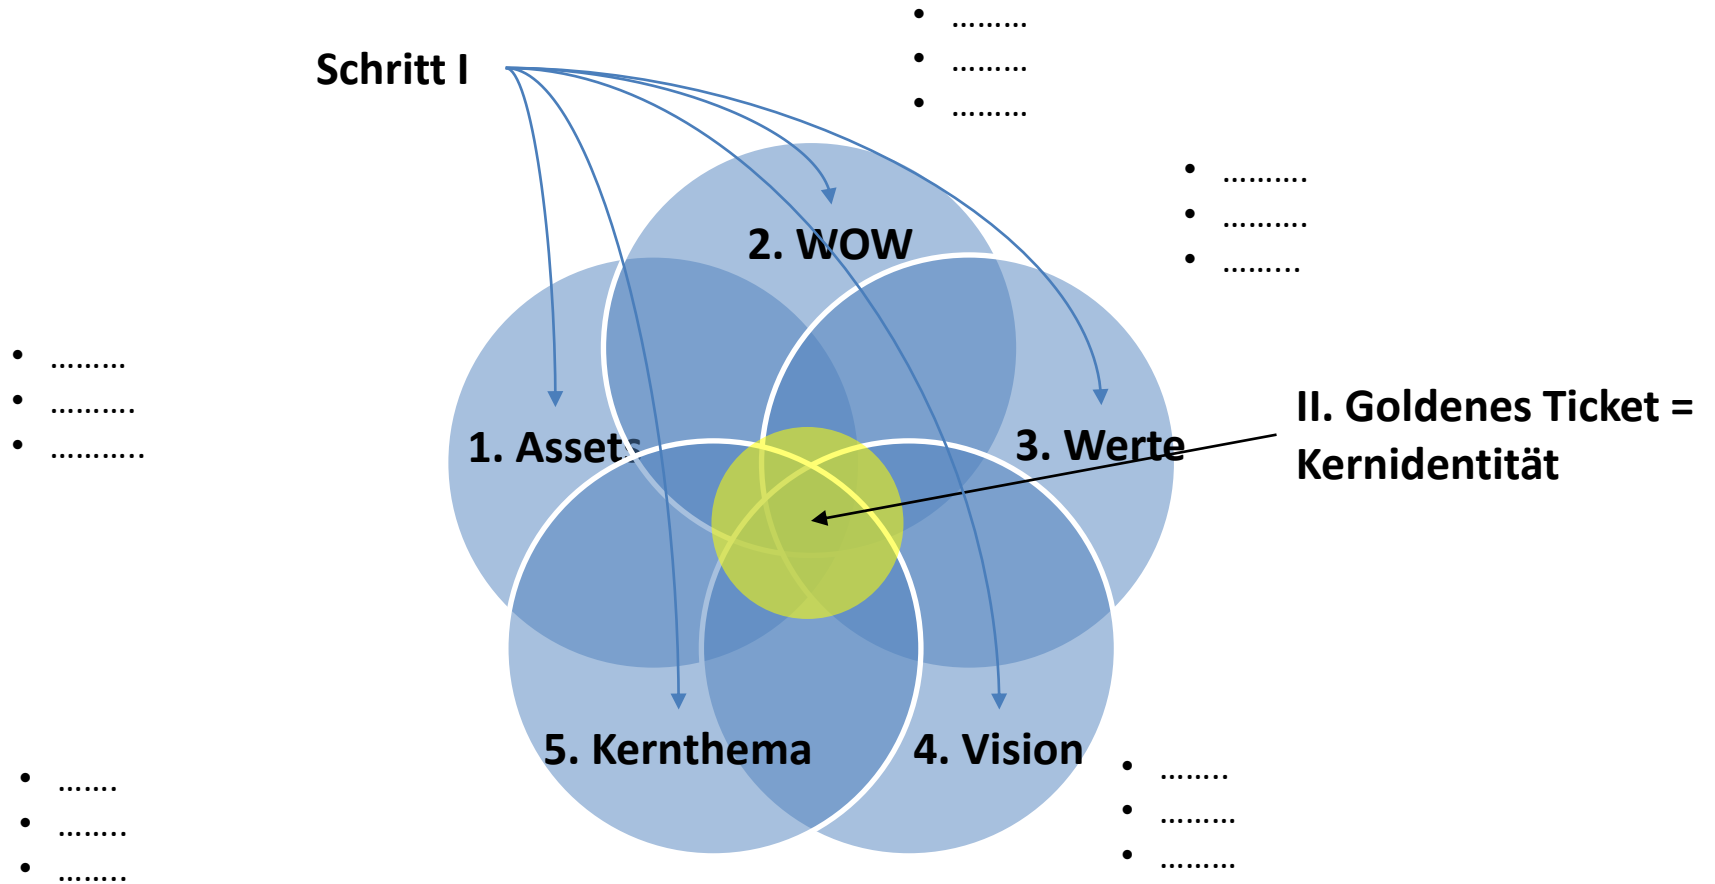 • ………
• ………
• ………
Schritt I
• ……….
• ……….
• ……...
2. WOW
• ………
• ……….
• ………..
1. Assets
3. Werte
II. Goldenes Ticket =
Kernidentität
5. Kernthema
4. Vision
• …….
• ……..
• ……..
• ……..
• ………
• ………